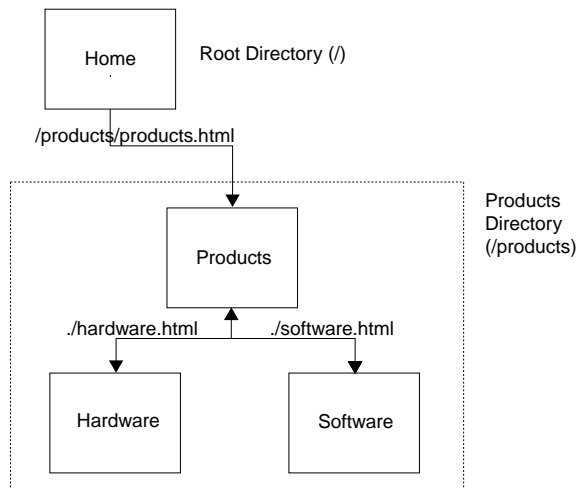 Home
Root Directory (/)
/products/products.html
Products
Directory
(/products)
Products
./hardware.html
./software.html
Hardware
Software